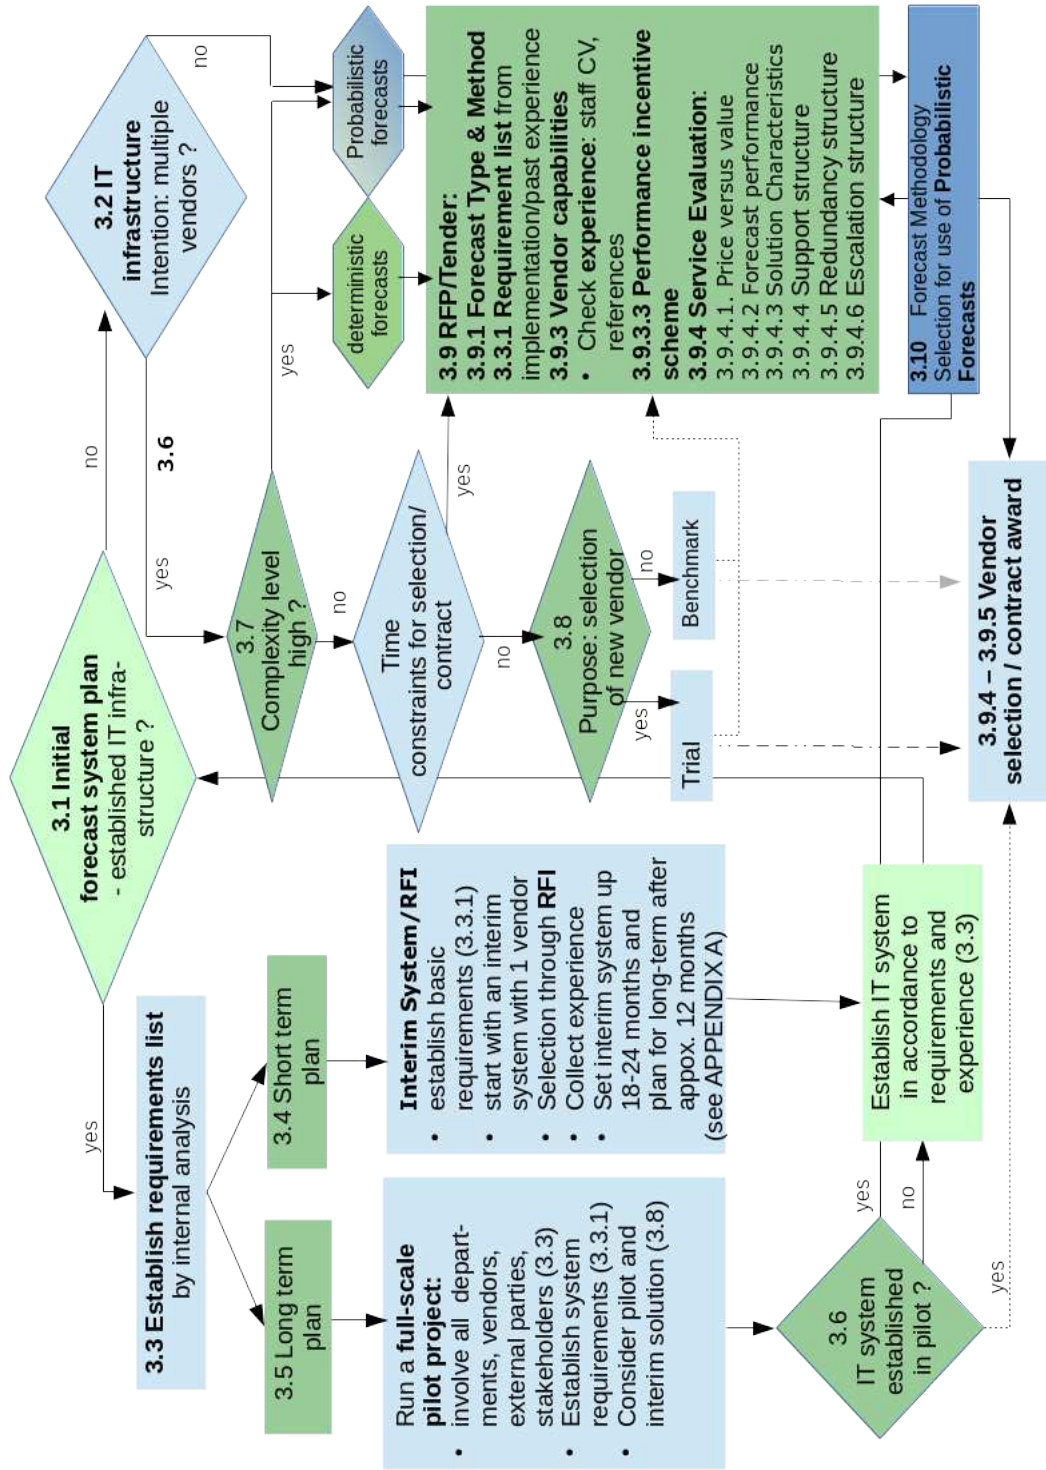 3.1 Initial
forecast system plan
- established IT infra-
structure ?
yes
no
3.2 IT
infrastructure
Intention: multiple
vendors ?
no
yes
3.6
3.3 Establish requirements list
by internal analysis
3.5 Long term
plan
3.4 Short term
plan
Run a full-scale
pilot project:
• involve all depart-
ments, vendors,
external parties,
stakeholders (3.3)
• Establish system
requirements (3.3.1)
• Consider pilot and
interim solution (3.8)
Interim System/RFI
• establish basic
requirements (3.3.1)
• start with an interim
system with 1 vendor
• Selection through RFI
• Collect experience
• Set interim system up
18-24 months and
plan for long-term after
appox. 12 months
(see APPENDIX A)
3.6
IT system
established
in pilot ?
yes
no
yes
Establish IT system
in accordance to
requirements and
experience (3.3)
3.7
Complexity level
high ?
yes
no
Time
constraints for selection/
contract
yes
no
3.8
Purpose: selection
of new vendor
yes
no
Trial
Benchmark
deterministic
forecasts
Probabilistic
forecasts
3.9 RFP/Tender:
3.9.1 Forecast Type & Method
3.3.1 Requirement list from
implementation/past experience
3.9.3 Vendor capabilities
• Check experience: staff CV,
references
3.9.3.3 Performance incentive
scheme
3.9.4 Service Evaluation:
3.9.4.1. Price versus value
3.9.4.2 Forecast performance
3.9.4.3 Solution Characteristics
3.9.4.4 Support structure
3.9.4.5 Redundancy structure
3.9.4.6 Escalation structure
3.10 Forecast Methodology
Selection for use of Probabilistic
Forecasts
3.9.4 – 3.9.5 Vendor
selection / contract award